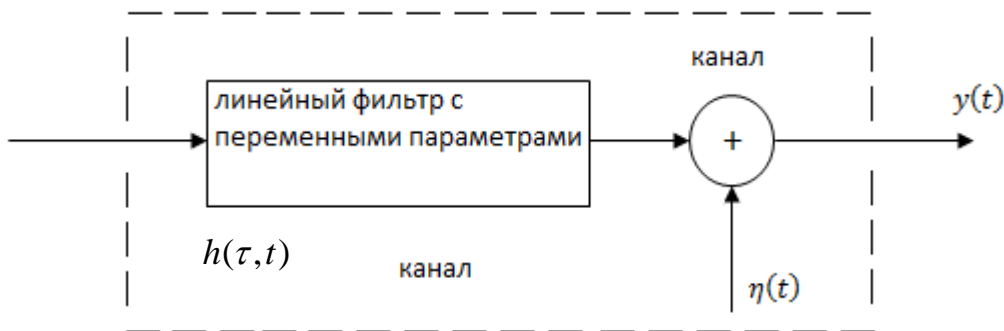 канал
линейный фильтр с
переменными параметрами
y(t)
+
h(τ,t)
канал
η(t)